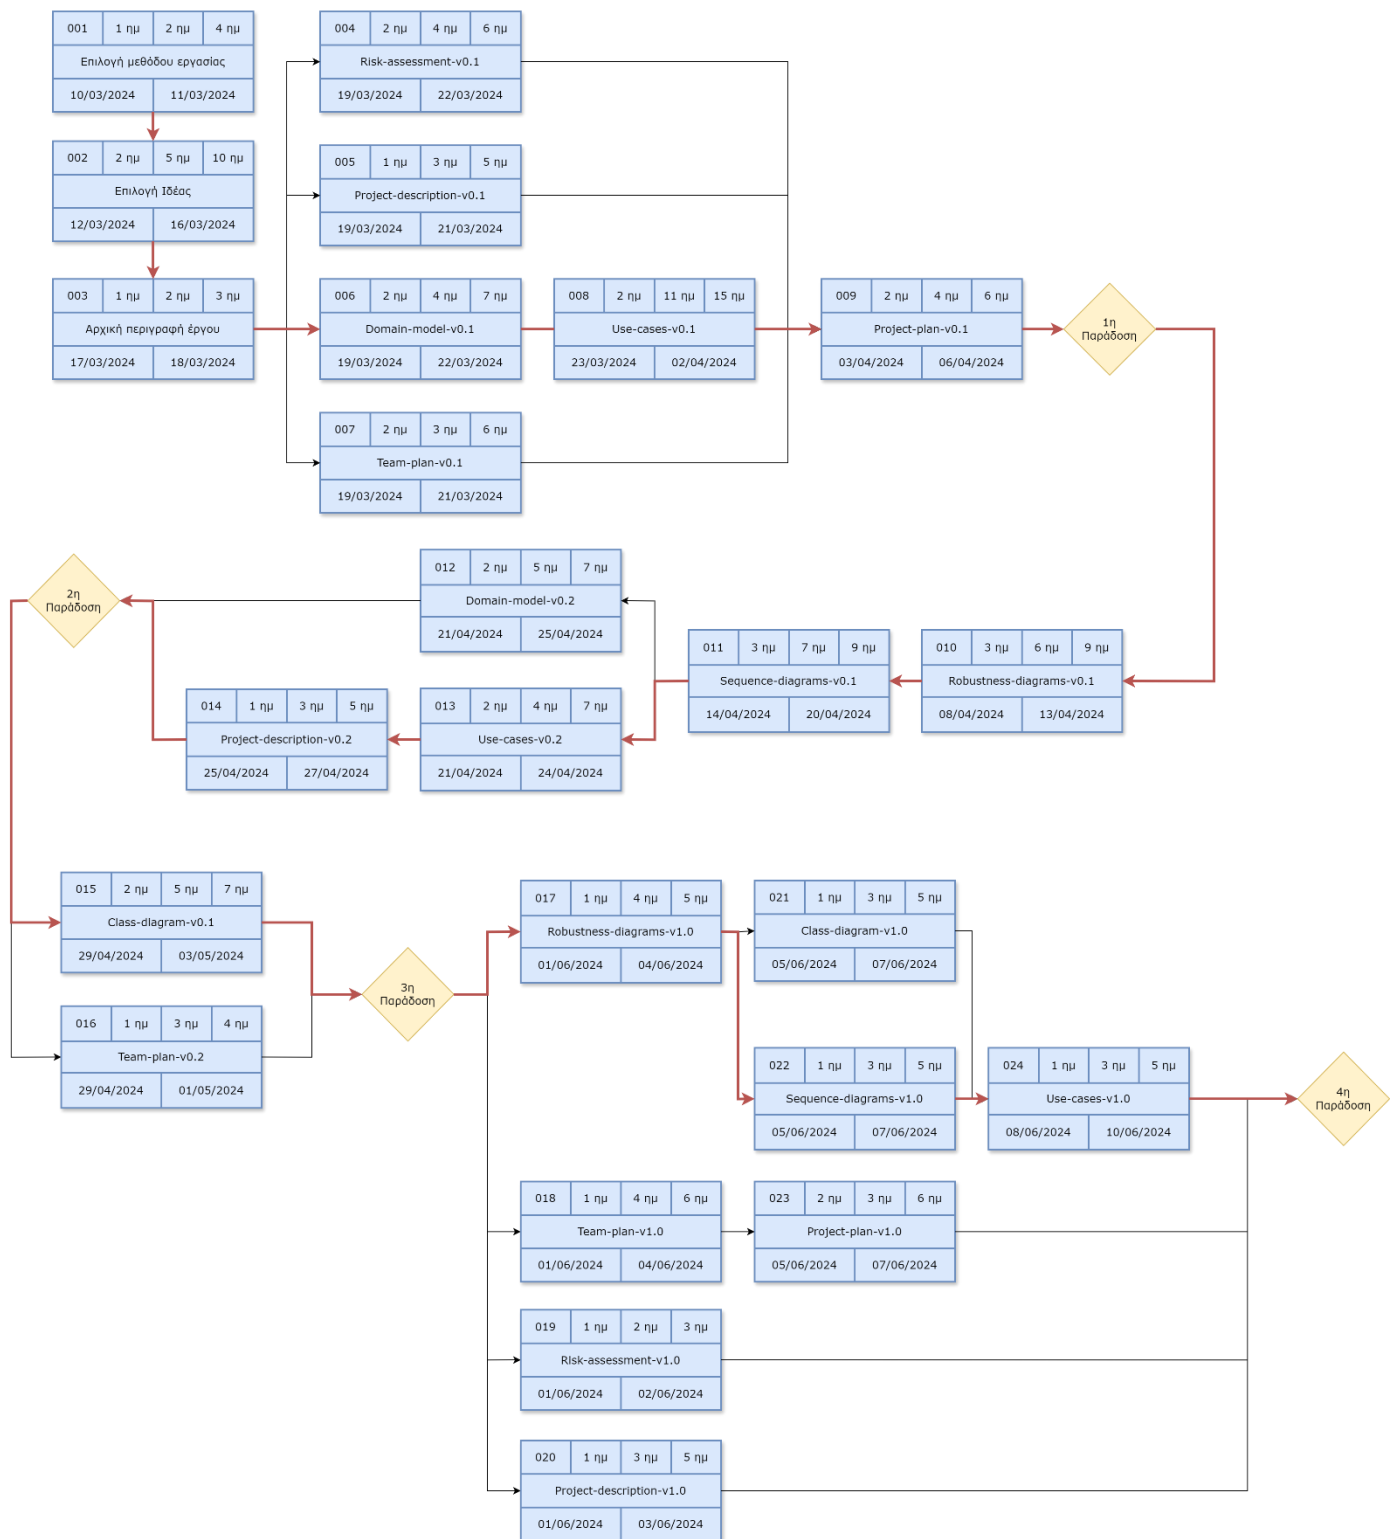 001 1 ημ 2 ημ 4 ημ
Επιλογή μεθόδου εργασίας
10/03/2024 11/03/2024
002 2 ημ 5 ημ 10 ημ
Επιλογή Ιδέας
12/03/2024 16/03/2024
003 1 ημ 2 ημ 3 ημ
Αρχική περιγραφή έργου
17/03/2024 18/03/2024
004 2 ημ 4 ημ 6 ημ
Risk-assessment-v0.1
19/03/2024 22/03/2024
005 1 ημ 3 ημ 5 ημ
Project-description-v0.1
19/03/2024 21/03/2024
006 2 ημ 4 ημ 7 ημ
Domain-model-v0.1
19/03/2024 22/03/2024
007 2 ημ 3 ημ 6 ημ
Team-plan-v0.1
19/03/2024 21/03/2024
008 2 ημ 11 ημ 15 ημ
Use-cases-v0.1
23/03/2024 02/04/2024
009 2 ημ 4 ημ 6 ημ
Project-plan-v0.1
03/04/2024 06/04/2024
1η
Παράδοση
010 3 ημ 6 ημ 9 ημ
Robustness-diagrams-v0.1
08/04/2024 13/04/2024
011 3 ημ 7 ημ 9 ημ
Sequence-diagrams-v0.1
14/04/2024 20/04/2024
012 2 ημ 5 ημ 7 ημ
Domain-model-v0.2
21/04/2024 25/04/2024
013 2 ημ 4 ημ 7 ημ
Use-cases-v0.2
21/04/2024 24/04/2024
014 1 ημ 3 ημ 5 ημ
Project-description-v0.2
25/04/2024 27/04/2024
2η
Παράδοση
015 2 ημ 5 ημ 7 ημ
Class-diagram-v0.1
29/04/2024 03/05/2024
016 1 ημ 3 ημ 4 ημ
Team-plan-v0.2
29/04/2024 01/05/2024
3η
Παράδοση
017 1 ημ 4 ημ 5 ημ
Robustness-diagrams-v1.0
01/06/2024 04/06/2024
021 1 ημ 3 ημ 5 ημ
Class-diagram-v1.0
05/06/2024 07/06/2024
022 1 ημ 3 ημ 5 ημ
Sequence-diagrams-v1.0
05/06/2024 07/06/2024
024 1 ημ 3 ημ 5 ημ
Use-cases-v1.0
08/06/2024 10/06/2024
4η
Παράδοση
018 1 ημ 4 ημ 6 ημ
Team-plan-v1.0
01/06/2024 04/06/2024
023 2 ημ 3 ημ 6 ημ
Project-plan-v1.0
05/06/2024 07/06/2024
019 1 ημ 2 ημ 3 ημ
Risk-assessment-v1.0
01/06/2024 02/06/2024
020 1 ημ 3 ημ 5 ημ
Project-description-v1.0
01/06/2024 03/06/2024